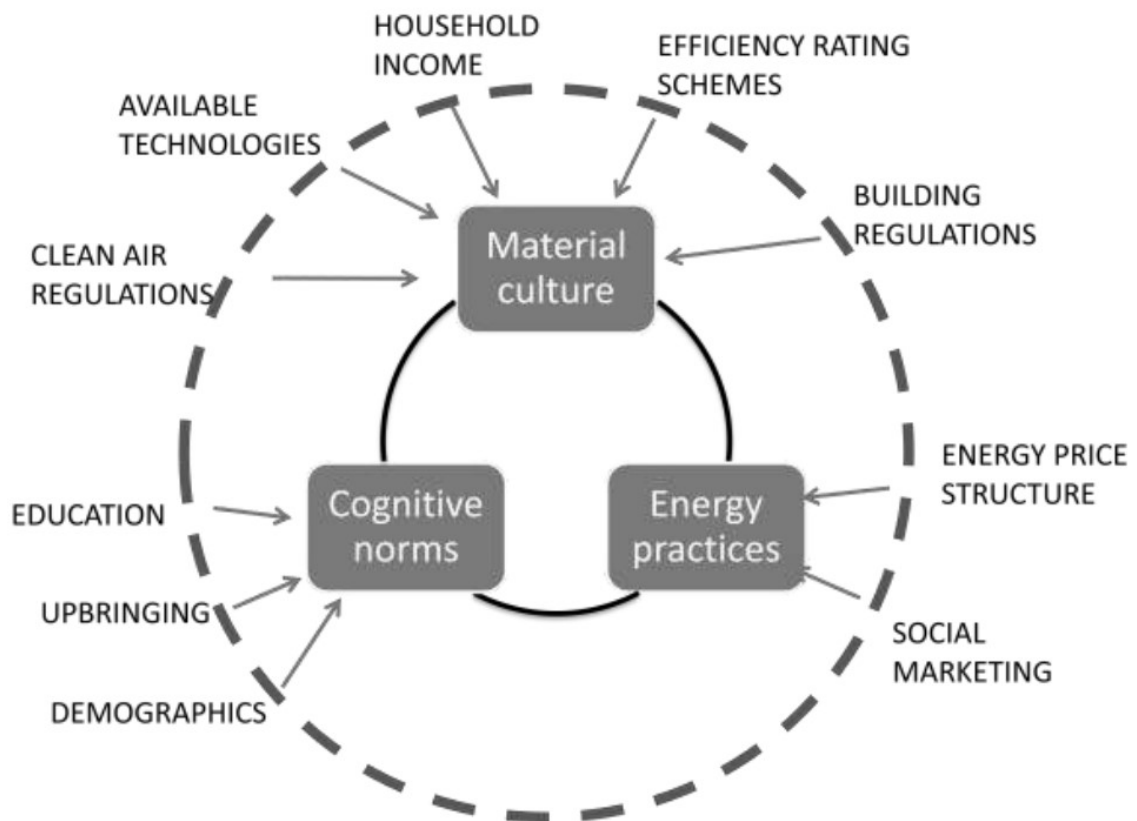 HOUSEHOLD
INCOME
EFFICIENCY RATING
SCHEMES
AVAILABLE
TECHNOLOGIES
BUILDING
REGULATIONS
CLEAN AIR
REGULATIONS
Material
culture
ENERGY PRICE
STRUCTURE
EDUCATION
Cognitive
norms
Energy
practices
UPBRINGING
SOCIAL
MARKETING
DEMOGRAPHICS